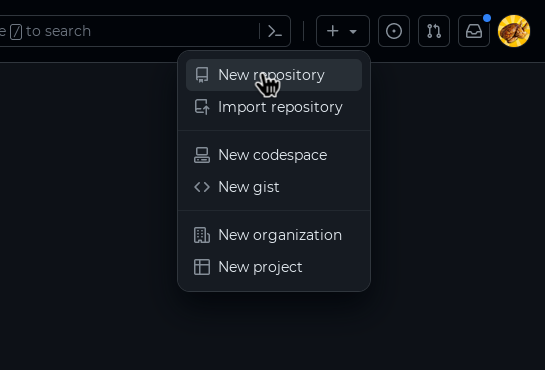 e / to search
New repository
Import repository
New codespace
New gist
New organization
New project